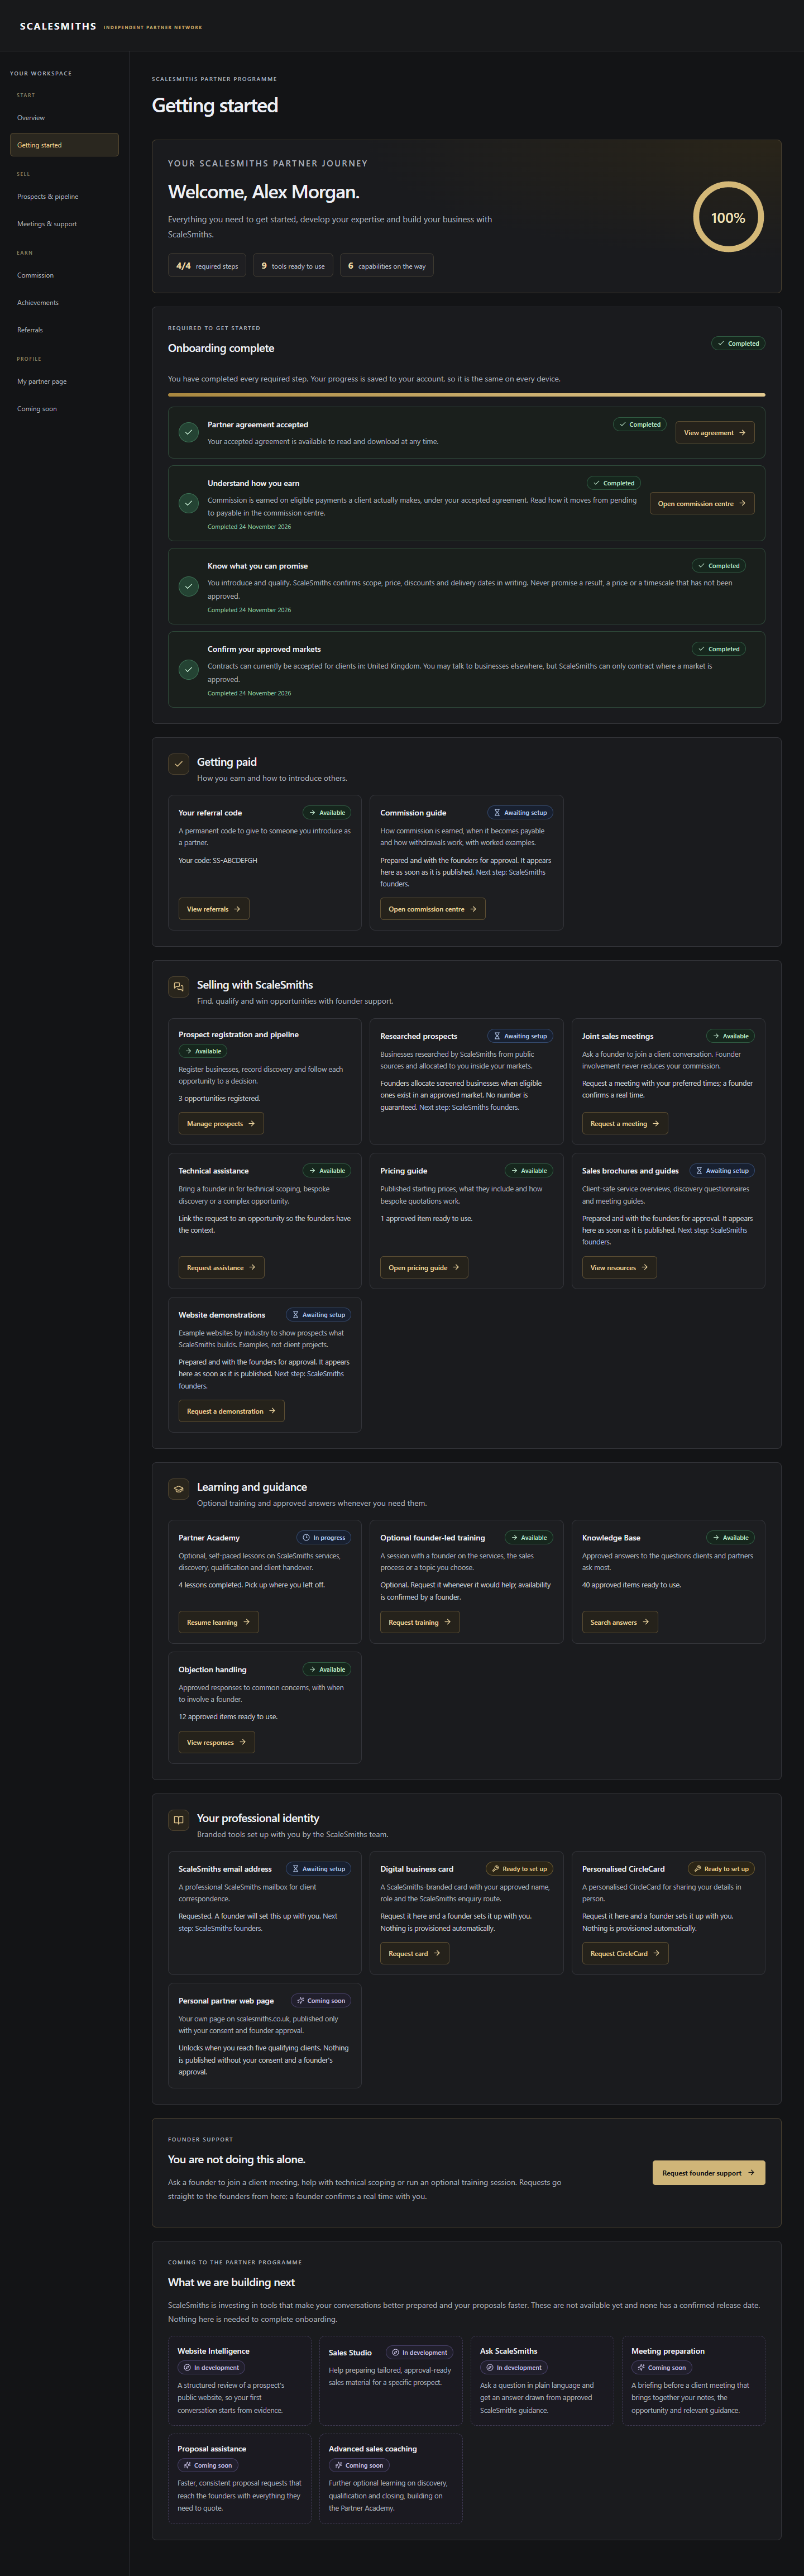 SCALESMITHS INDEPENDENT PARTNER NETWORK
YOUR WORKSPACE
START
Overview
Getting started
SELL
Prospects & pipeline
Meetings & support
EARN
Commission
Achievements
Referrals
PROFILE
My partner page
Coming soon
SCALESMITHS PARTNER PROGRAMME
Getting started
YOUR SCALESMITHS PARTNER JOURNEY
Welcome, Alex Morgan.
Everything you need to get started, develop your expertise and build your business with
ScaleSmiths.
4/4 required steps
9 tools ready to use
6 capabilities on the way
100%
REQUIRED TO GET STARTED
Onboarding complete
Completed
You have completed every required step. Your progress is saved to your account, so it is the same on every device.
Partner agreement accepted
Completed
Your accepted agreement is available to read and download at any time.
View agreement
Understand how you earn
Completed
Commission is earned on eligible payments a client actually makes, under your accepted agreement. Read how it moves from pending
to payable in the commission centre.
Completed 24 November 2026
Open commission centre
Know what you can promise
Completed
You introduce and qualify. ScaleSmiths confirms scope, price, discounts and delivery dates in writing. Never promise a result, a price or a timescale that has not been
approved.
Completed 24 November 2026
Confirm your approved markets
Completed
Contracts can currently be accepted for clients in: United Kingdom. You may talk to businesses elsewhere, but ScaleSmiths can only contract where a market is
approved.
Completed 24 November 2026
Getting paid
How you earn and how to introduce others.
Your referral code
Available
A permanent code to give to someone you introduce as
a partner.
Your code: SS-ABCDEFGH
View referrals
Commission guide
Awaiting setup
How commission is earned, when it becomes payable
and how withdrawals work, with worked examples.
Prepared and with the founders for approval. It appears
here as soon as it is published. Next step: ScaleSmiths
founders.
Open commission centre
Selling with ScaleSmiths
Find, qualify and win opportunities with founder support.
Prospect registration and pipeline
Available
Register businesses, record discovery and follow each
opportunity to a decision.
3 opportunities registered.
Manage prospects
Researched prospects
Awaiting setup
Businesses researched by ScaleSmiths from public
sources and allocated to you inside your markets.
Founders allocate screened businesses when eligible
ones exist in an approved market. No number is
guaranteed. Next step: ScaleSmiths founders.
Joint sales meetings
Available
Ask a founder to join a client conversation. Founder
involvement never reduces your commission.
Request a meeting with your preferred times; a founder
confirms a real time.
Request a meeting
Technical assistance
Available
Bring a founder in for technical scoping, bespoke
discovery or a complex opportunity.
Link the request to an opportunity so the founders have
the context.
Request assistance
Pricing guide
Available
Published starting prices, what they include and how
bespoke quotations work.
1 approved item ready to use.
Open pricing guide
Sales brochures and guides
Awaiting setup
Client-safe service overviews, discovery questionnaires
and meeting guides.
Prepared and with the founders for approval. It appears
here as soon as it is published. Next step: ScaleSmiths
founders.
View resources
Website demonstrations
Awaiting setup
Example websites by industry to show prospects what
ScaleSmiths builds. Examples, not client projects.
Prepared and with the founders for approval. It appears
here as soon as it is published. Next step: ScaleSmiths
founders.
Request a demonstration
Learning and guidance
Optional training and approved answers whenever you need them.
Partner Academy
In progress
Optional, self-paced lessons on ScaleSmiths services,
discovery, qualification and client handover.
4 lessons completed. Pick up where you left off.
Resume learning
Optional founder-led training
Available
A session with a founder on the services, the sales
process or a topic you choose.
Optional. Request it whenever it would help; availability
is confirmed by a founder.
Request training
Knowledge Base
Available
Approved answers to the questions clients and partners
ask most.
40 approved items ready to use.
Search answers
Objection handling
Available
Approved responses to common concerns, with when
to involve a founder.
12 approved items ready to use.
View responses
Your professional identity
Branded tools set up with you by the ScaleSmiths team.
ScaleSmiths email address
Awaiting setup
A professional ScaleSmiths mailbox for client
correspondence.
Requested. A founder will set this up with you. Next
step: ScaleSmiths founders.
Digital business card
Ready to set up
A ScaleSmiths-branded card with your approved name,
role and the ScaleSmiths enquiry route.
Request it here and a founder sets it up with you.
Nothing is provisioned automatically.
Request card
Personalised CircleCard
Ready to set up
A personalised CircleCard for sharing your details in
person.
Request it here and a founder sets it up with you.
Nothing is provisioned automatically.
Request CircleCard
Personal partner web page
Coming soon
Your own page on scalesmiths.co.uk, published only
with your consent and founder approval.
Unlocks when you reach five qualifying clients. Nothing
is published without your consent and a founder's
approval.
FOUNDER SUPPORT
You are not doing this alone.
Ask a founder to join a client meeting, help with technical scoping or run an optional training session. Requests go
straight to the founders from here; a founder confirms a real time with you.
Request founder support
COMING TO THE PARTNER PROGRAMME
What we are building next
ScaleSmiths is investing in tools that make your conversations better prepared and your proposals faster. These are not available yet and none has a confirmed release date.
Nothing here is needed to complete onboarding.
Website Intelligence
In development
A structured review of a prospect's
public website, so your first
conversation starts from evidence.
Sales Studio
In development
Help preparing tailored, approval-ready
sales material for a specific prospect.
Ask ScaleSmiths
In development
Ask a question in plain language and
get an answer drawn from approved
ScaleSmiths guidance.
Meeting preparation
Coming soon
A briefing before a client meeting that
brings together your notes, the
opportunity and relevant guidance.
Proposal assistance
Coming soon
Faster, consistent proposal requests that
reach the founders with everything they
need to quote.
Advanced sales coaching
Coming soon
Further optional learning on discovery,
qualification and closing, building on
the Partner Academy.